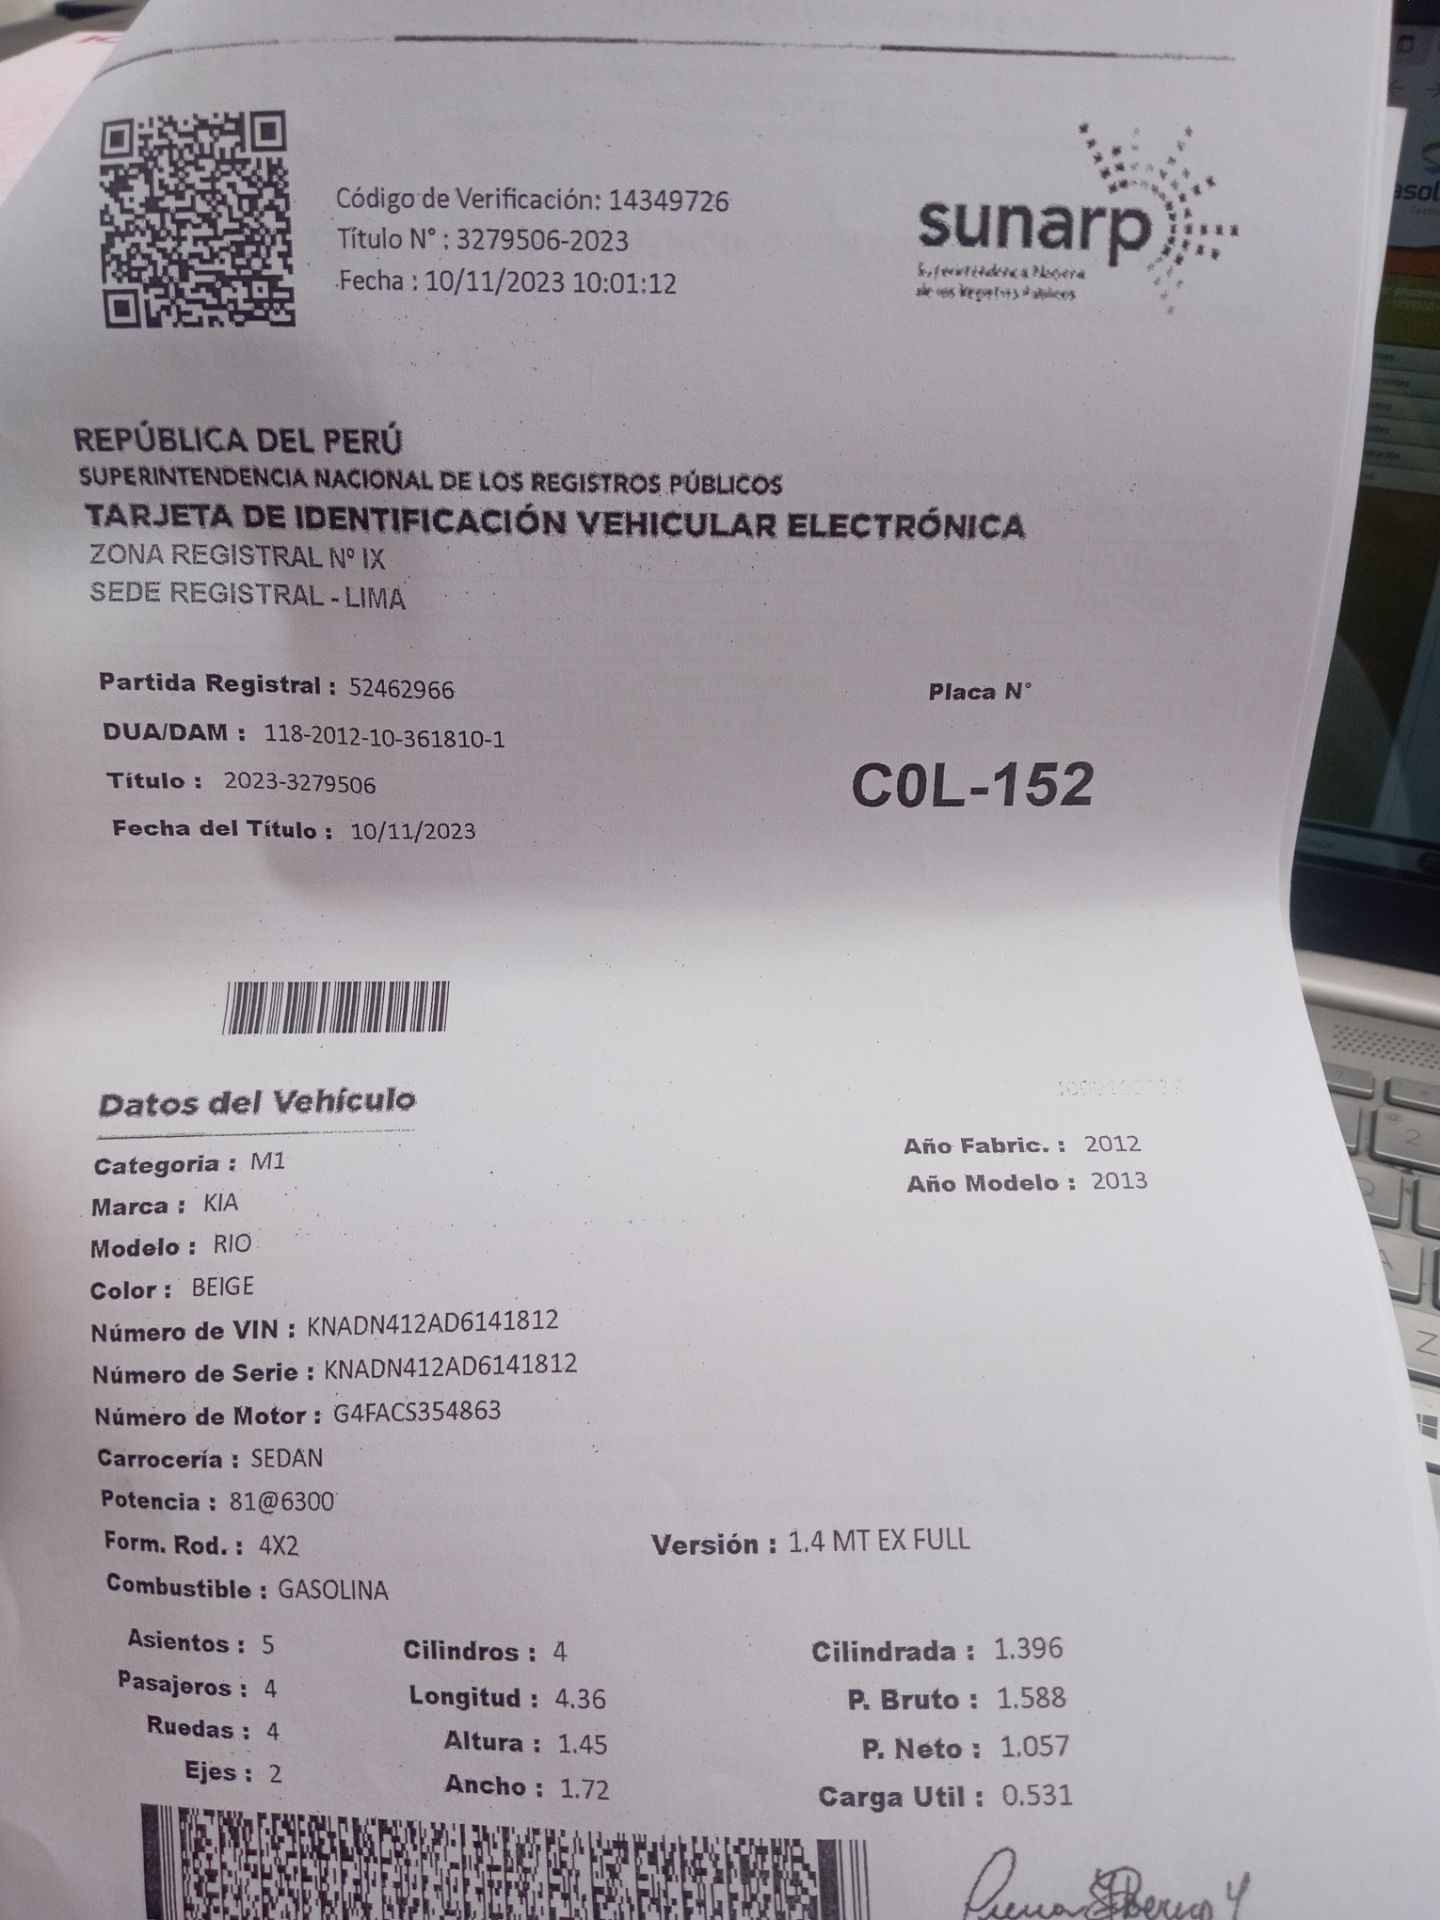 Código de Verificación: 14349726
Título N° : 3279506-2023
Fecha : 10/11/2023 10:01:12
sunarp
Superintendencia Nacional
de los Registros Públicos
REPÚBLICA DEL PERÚ
SUPERINTENDENCIA NACIONAL DE LOS REGISTROS PÚBLICOS
TARJETA DE IDENTIFICACIÓN VEHICULAR ELECTRÓNICA
ZONA REGISTRAL Nº IX
SEDE REGISTRAL - LIMA
Partida Registral : 52462966
DUA/DAM : 118-2012-10-361810-1
Título : 2023-3279506
Fecha del Título : 10/11/2023
Placa N°
C0L-152
Datos del Vehículo
Año Fabric. : 2012
Año Modelo : 2013
Categoria : M1
Marca : KIA
Modelo : RIO
Color : BEIGE
Número de VIN : KNADN412AD6141812
Número de Serie : KNADN412AD6141812
Número de Motor : G4FACS354863
Carrocería : SEDAN
Potencia : 81@6300
Form. Rod. : 4X2
Versión : 1.4 MT EX FULL
Combustible : GASOLINA
Asientos : 5 Cilindros : 4 Cilindrada : 1.396
Pasajeros : 4 Longitud : 4.36 P. Bruto : 1.588
Ruedas : 4 Altura : 1.45 P. Neto : 1.057
Ejes : 2 Ancho : 1.72 Carga Util : 0.531